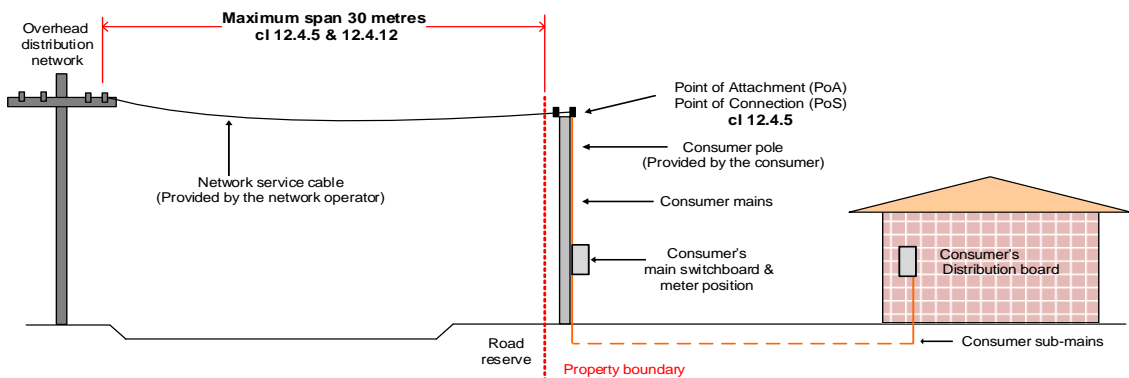 Maximum span 30 metres
cl 12.4.5 & 12.4.12
Overhead
distribution
network
Point of Attachment (PoA)
Point of Connection (PoS)
cl 12.4.5
Consumer pole
(Provided by the consumer)
Network service cable
(Provided by the network operator)
Consumer mains
Consumer's
main switchboard &
meter position
Consumer's
Distribution board
Road
reserve
Property boundary
Consumer sub-mains